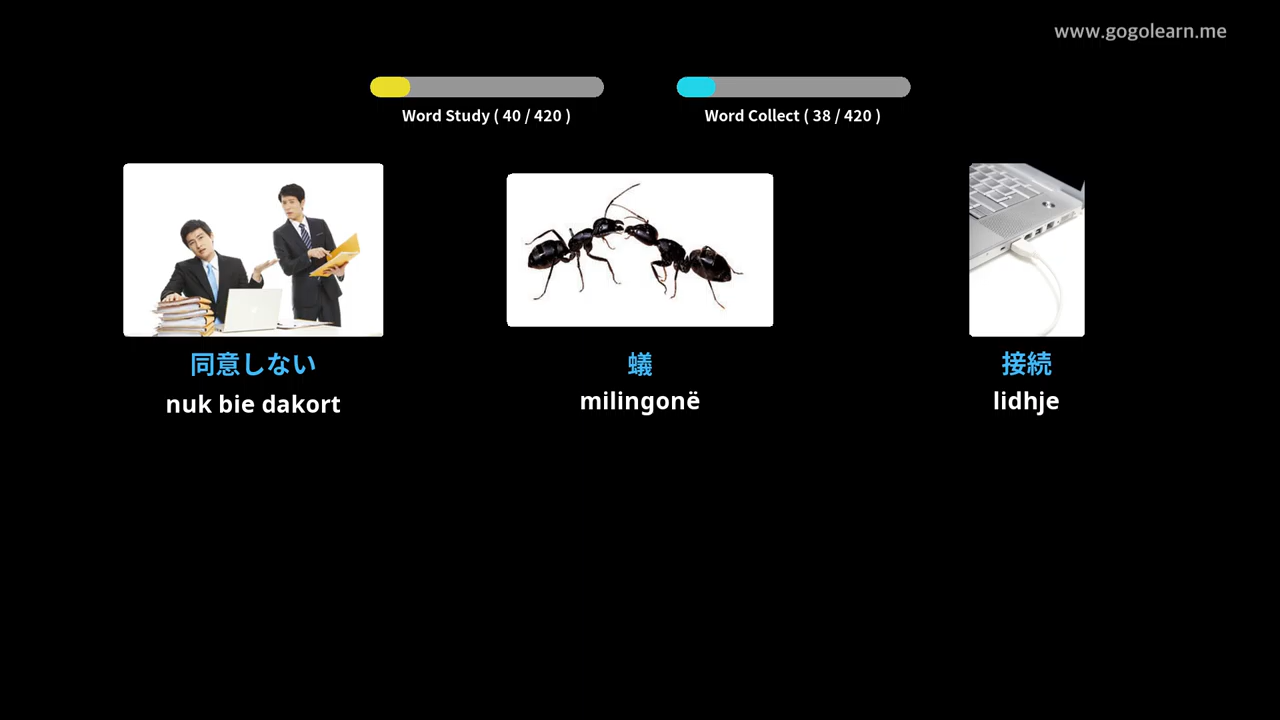 www.gogolearn.me
Word Study ( 40 / 420 )
Word Collect ( 38 / 420 )
同意しない
nuk bie dakort
蟻
milingonë
接続
lidhje